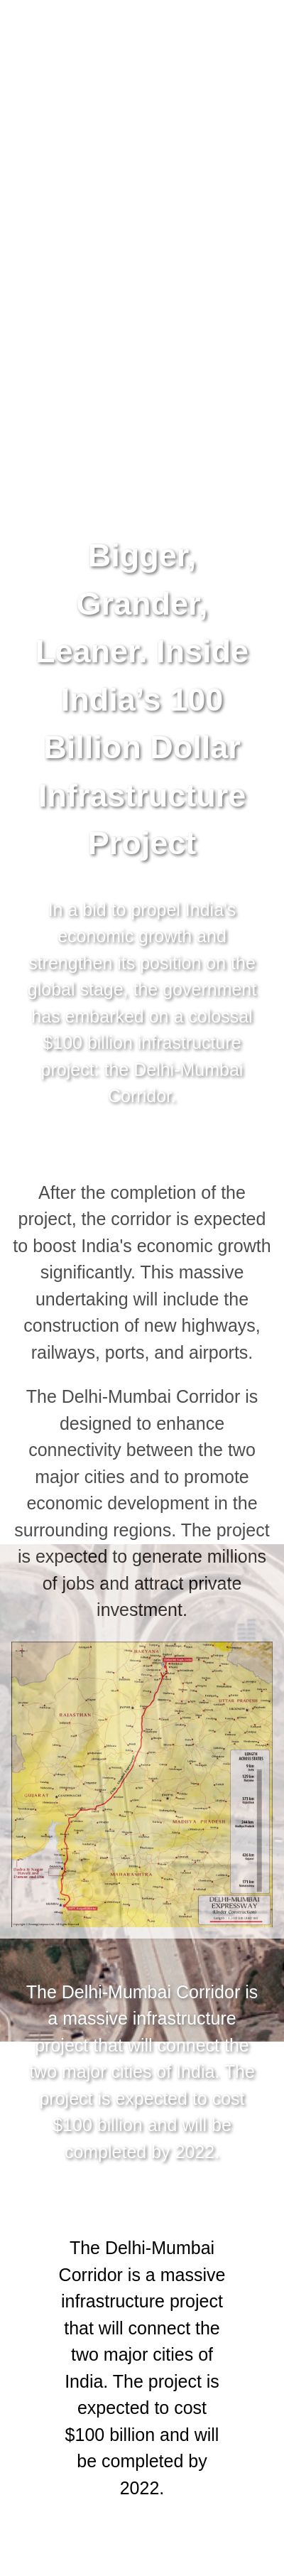 Bigger,
Grander,
Leaner. Inside
India's 100
Billion Dollar
Infrastructure
Project
In a bid to propel India's
economic growth and
strengthen its position on the
global stage, the government
has embarked on a colossal
$100 billion infrastructure
project: the Delhi-Mumbai
Corridor.
After the completion of the
project, the corridor is expected
to boost India's economic growth
significantly. This massive
undertaking will include the
construction of new highways,
railways, ports, and airports.
The Delhi-Mumbai Corridor is
designed to enhance
connectivity between the two
major cities and to promote
economic development in the
surrounding regions. The project
is expected to generate millions
of jobs and attract private
investment.
HARYANA
UTTAR PRADESH
RAJASTHAN
GUJARAT
MADHYA PRADESH
MAHARASHTRA
DELHI-MUMBAI
EXPRESSWAY
The Delhi-Mumbai Corridor is
a massive infrastructure
project that will connect the
two major cities of India. The
project is expected to cost
$100 billion and will be
completed by 2022.
The Delhi-Mumbai
Corridor is a massive
infrastructure project
that will connect the
two major cities of
India. The project is
expected to cost
$100 billion and will
be completed by
2022.